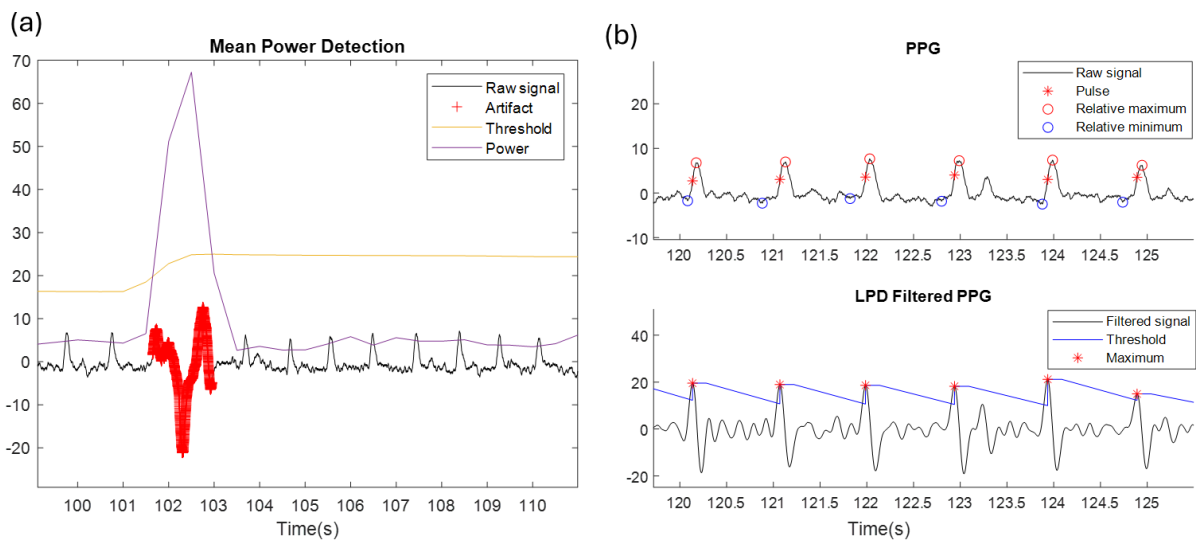 (a)
Mean Power Detection
70
60
50
40
30
20
10
0
-10
-20
Raw signal
Artifact
Threshold
Power
100 101 102 103 104 105 106 107 108 109 110
Time(s)
(b)
PPG
20
10
0
-10
Raw signal
Pulse
Relative maximum
Relative minimum
120 120.5 121 121.5 122 122.5 123 123.5 124 124.5 125
LPD Filtered PPG
40
20
0
-20
Filtered signal
Threshold
Maximum
120 120.5 121 121.5 122 122.5 123 123.5 124 124.5 125
Time(s)